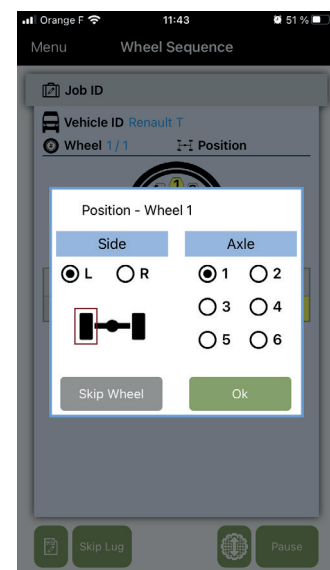 Orange F 11:43 51 %
Menu Wheel Sequence
Job ID
Vehicle ID Renault T
Wheel 1 / 1 Position
1
Position - Wheel 1
Side Axle
L R 1 2
3 4
5 6
Skip Wheel Ok
Skip Lug Pause